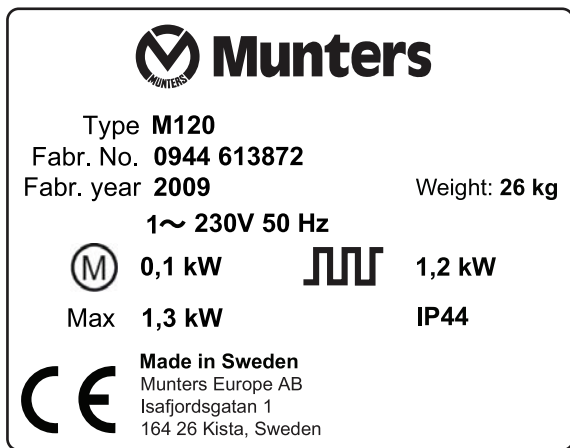 MUNTERS Munters
Type M120
Fabr. No. 0944 613872
Fabr. year 2009 Weight: 26 kg
1~ 230V 50 Hz
M 0,1 kW 1,2 kW
Max 1,3 kW IP44
CE Made in Sweden
Munters Europe AB
Isafjordsgatan 1
164 26 Kista, Sweden